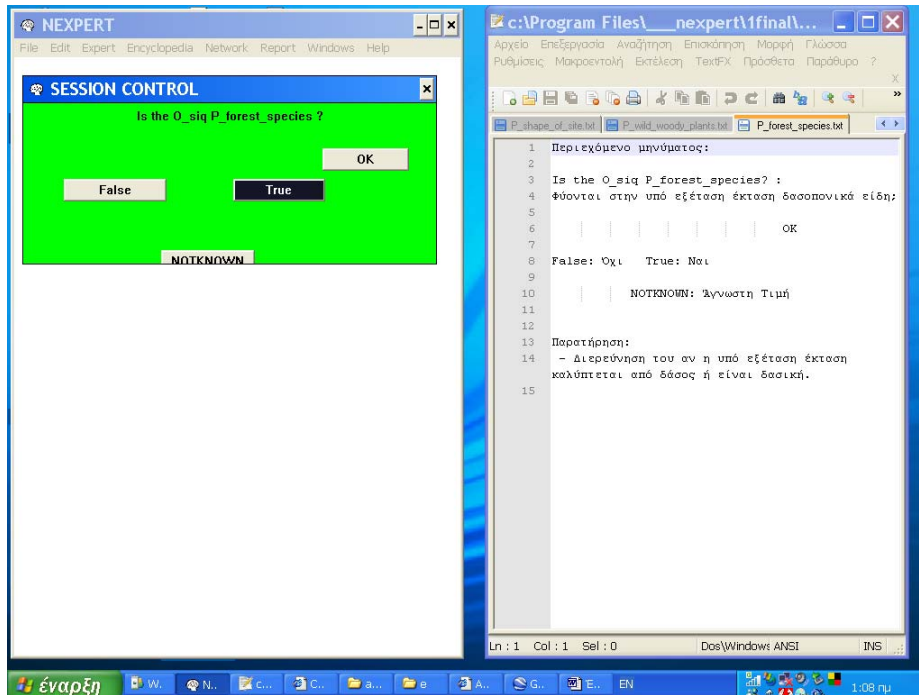 NEXPERT
File Edit Expert Encyclopedia Network Report Windows Help
SESSION CONTROL
Is the O_siq P_forest_species ?
OK
False True
NOTKNOWN
c:\Program Files\___nexpert\1final\...
Αρχείο Επεξεργασία Αναζήτηση Επισκόπηση Μορφή Γλώσσα
Ρυθμίσεις Μακροεντολή Εκτέλεση TextFX Πρόσθετα Παράθυρο ?
X
P_shape_of_site.txt P_wild_woody_plants.txt P_forest_species.txt
1 Περιεχόμενο μηνύματος:
2
3 Is the O_siq P_forest_species? :
4 Φύονται στην υπό εξέταση έκταση δασοπονικά είδη;
5
6 OK
7
8 False: Όχι True: Ναι
9
10 NOTKNOWN: Άγνωστη Τιμή
11
12
13 Παρατήρηση:
14 - Διερεύνηση του αν η υπό εξέταση έκταση
καλύπτεται από δάσος ή είναι δασική.
15
Ln : 1 Col : 1 Sel : 0 Dos\Windows ANSI INS
έναρξη W.. N.. c... C.. a... e A.. G.. Έ.. EN 1:08 πμ